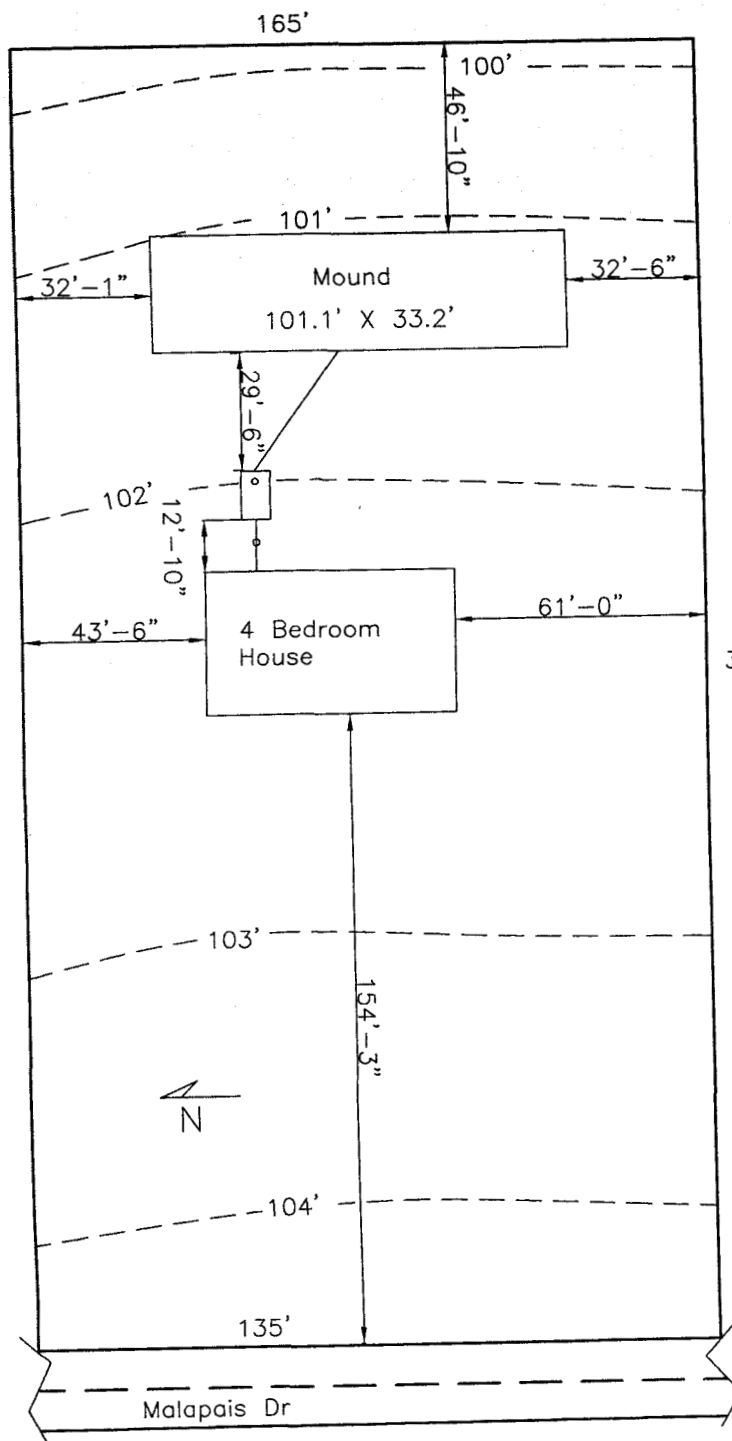 165'
100'
46'-10"
101'
32'-1"
Mound
101.1' X 33.2'
32'-6"
29'-6"
102'
12'-10"
43'-6"
4 Bedroom
House
61'-0"
103'
154'-3"
N
104'
135'
Malapais Dr